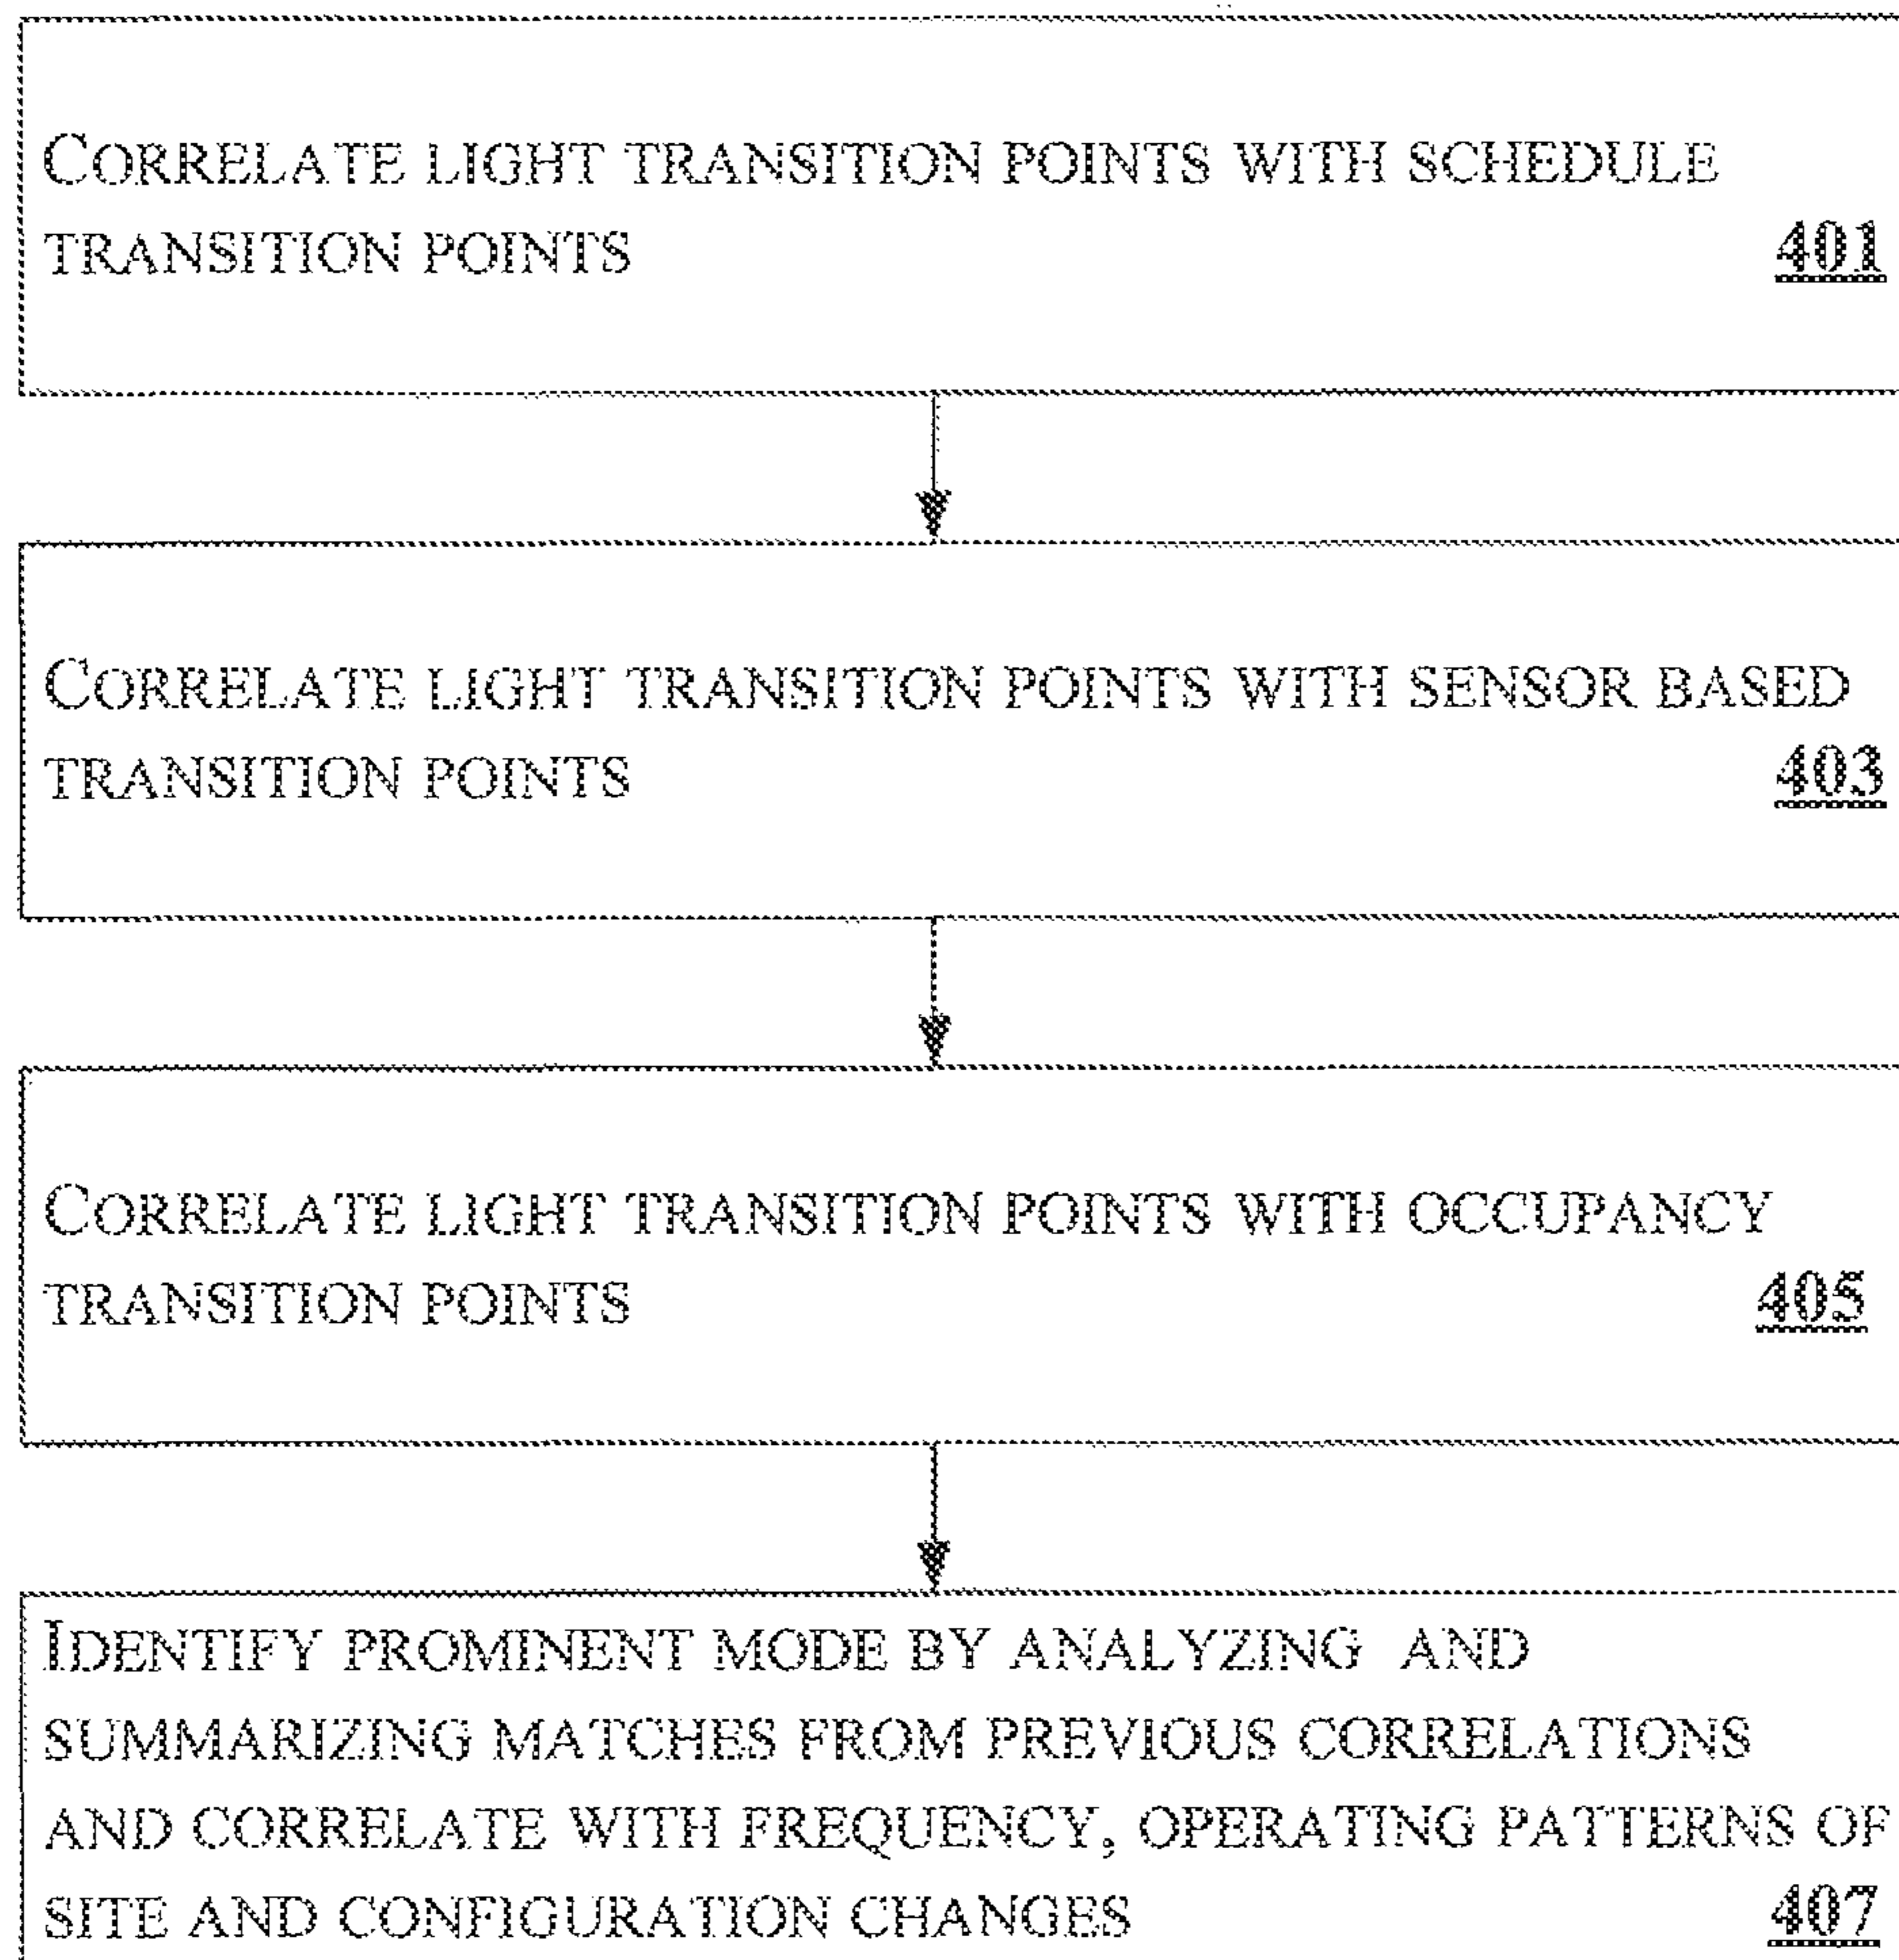 CORRELATE LIGHT TRANSITION POINTS WITH SCHEDULE
TRANSITION POINTS 401
CORRELATE LIGHT TRANSITION POINTS WITH SENSOR BASED
TRANSITION POINTS 403
CORRELATE LIGHT TRANSITION POINTS WITH OCCUPANCY
TRANSITION POINTS 405
IDENTIFY PROMINENT MODE BY ANALYZING AND
SUMMARIZING MATCHES FROM PREVIOUS CORRELATIONS
AND CORRELATE WITH FREQUENCY, OPERATING PATTERNS OF
SITE AND CONFIGURATION CHANGES 407